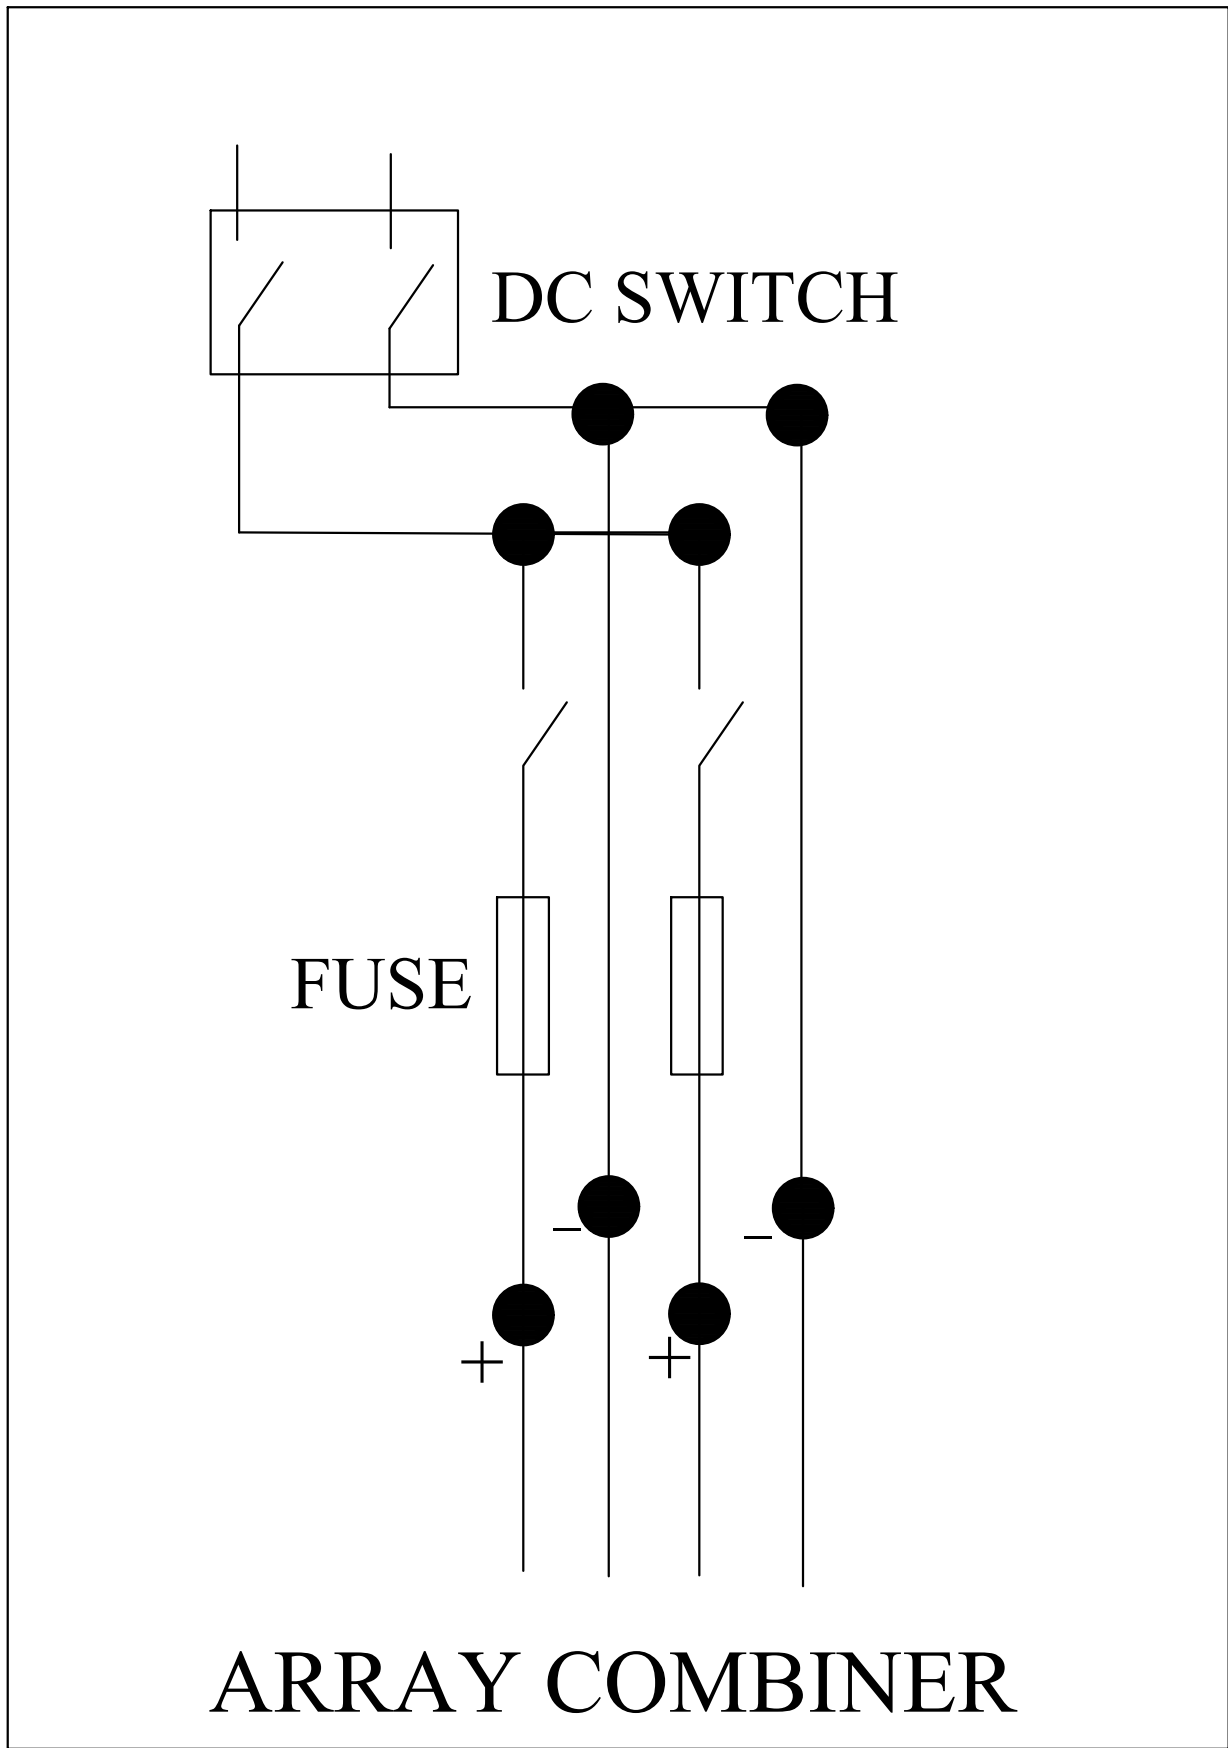 DC SWITCH
FUSE
−
−
+
+
ARRAY COMBINER